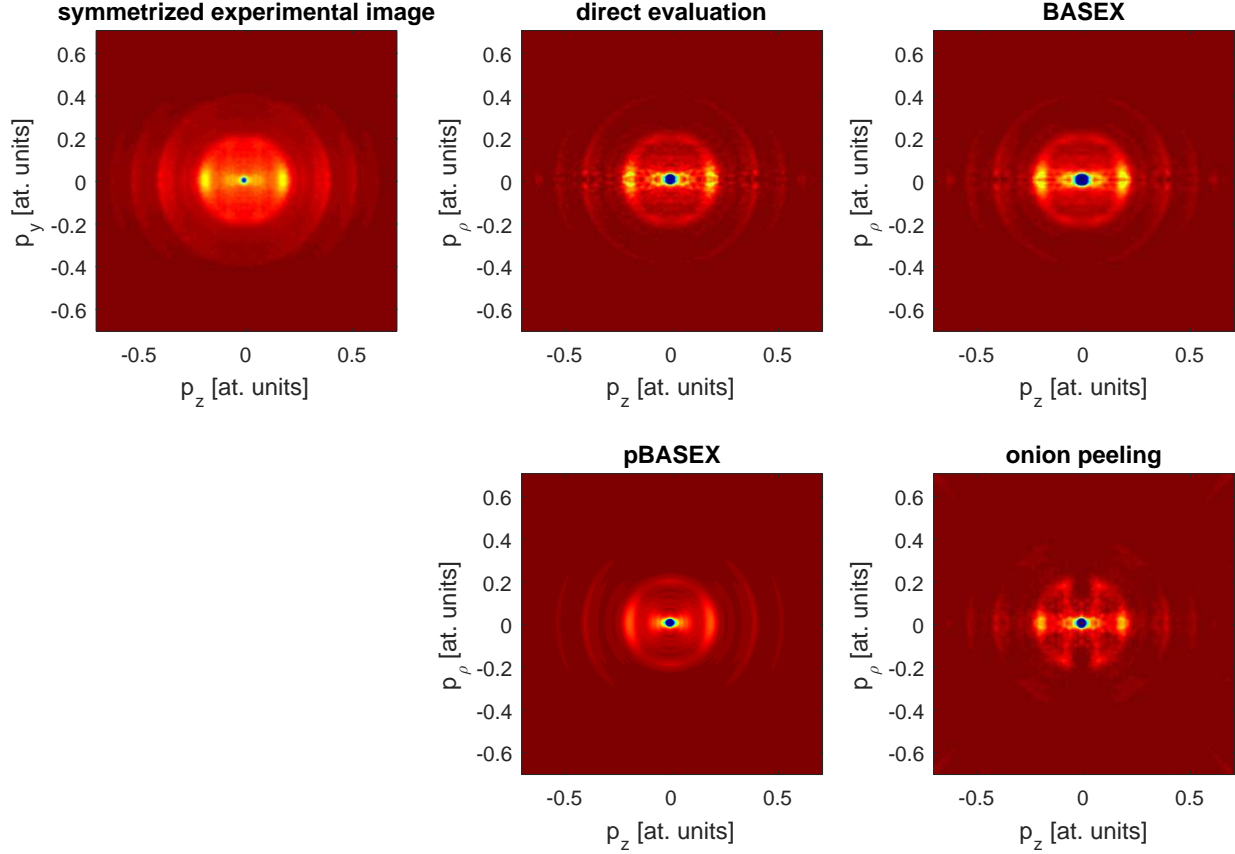 symmetrized experimental image
direct evaluation
BASEX
0.6
0.4
0.2
0
-0.2
-0.4
-0.6
p_y [at. units]
-0.5 0 0.5
p_z [at. units]
0.6
0.4
0.2
0
-0.2
-0.4
-0.6
p_ρ [at. units]
-0.5 0 0.5
p_z [at. units]
0.6
0.4
0.2
0
-0.2
-0.4
-0.6
p_ρ [at. units]
-0.5 0 0.5
p_z [at. units]
pBASEX
onion peeling
0.6
0.4
0.2
0
-0.2
-0.4
-0.6
p_ρ [at. units]
-0.5 0 0.5
p_z [at. units]
0.6
0.4
0.2
0
-0.2
-0.4
-0.6
p_ρ [at. units]
-0.5 0 0.5
p_z [at. units]